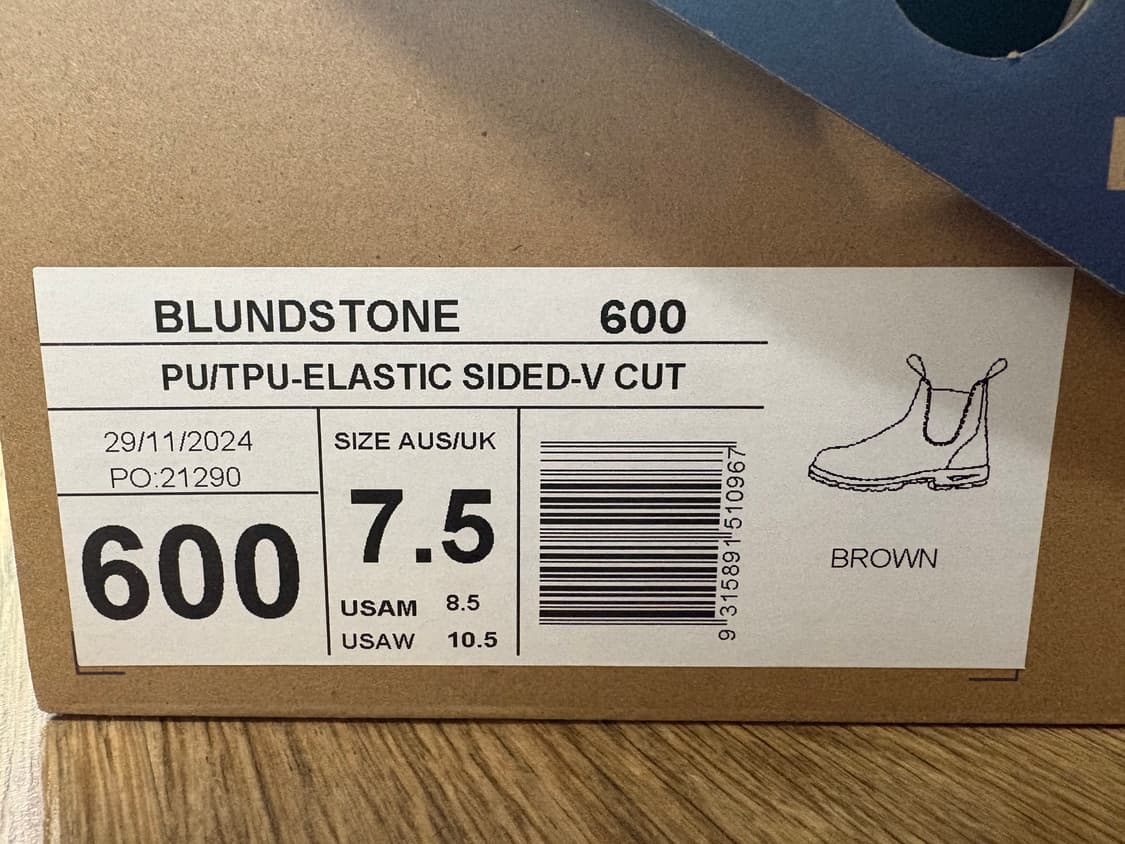 BLUNDSTONE 600
PU/TPU-ELASTIC SIDED-V CUT
29/11/2024
PO:21290
600
SIZE AUS/UK
7.5
USAM 8.5
USAW 10.5
9 315891 510967
BROWN